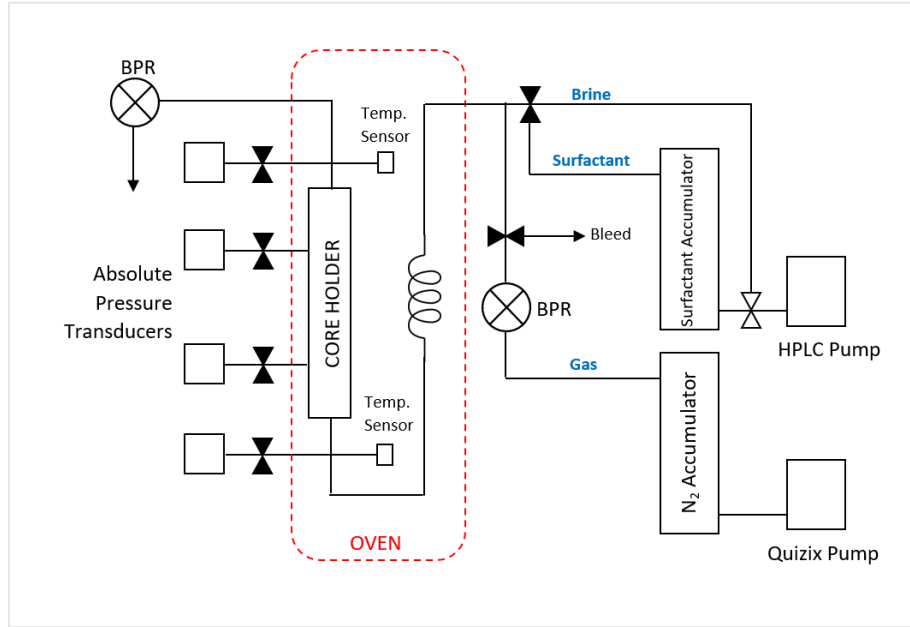 BPR
Temp.
Sensor
Brine
Surfactant
Surfactant Accumulator
Bleed
Absolute
Pressure
Transducers
CORE HOLDER
BPR
HPLC Pump
Gas
Temp.
Sensor
N₂ Accumulator
OVEN
Quizix Pump